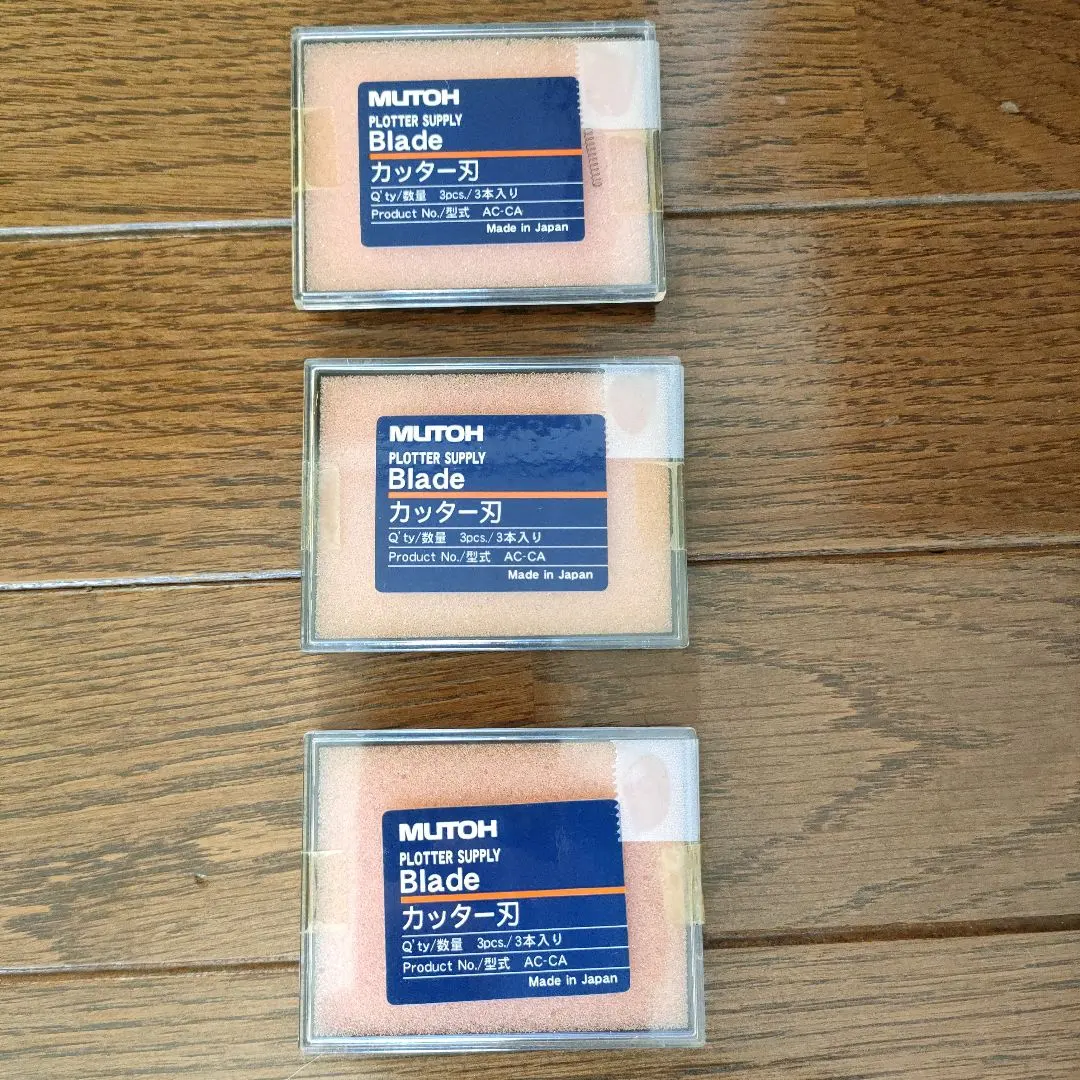 MUTOH
PLOTTER SUPPLY
Blade
カッター刃
Q'ty/数量 3pcs./3本入り
Product No./型式 AC-CA
Made in Japan
MUTOH
PLOTTER SUPPLY
Blade
カッター刃
Q'ty/数量 3pcs./3本入り
Product No./型式 AC-CA
Made in Japan
MUTOH
PLOTTER SUPPLY
Blade
カッター刃
Q'ty/数量 3pcs./3本入り
Product No./型式 AC-CA
Made in Japan